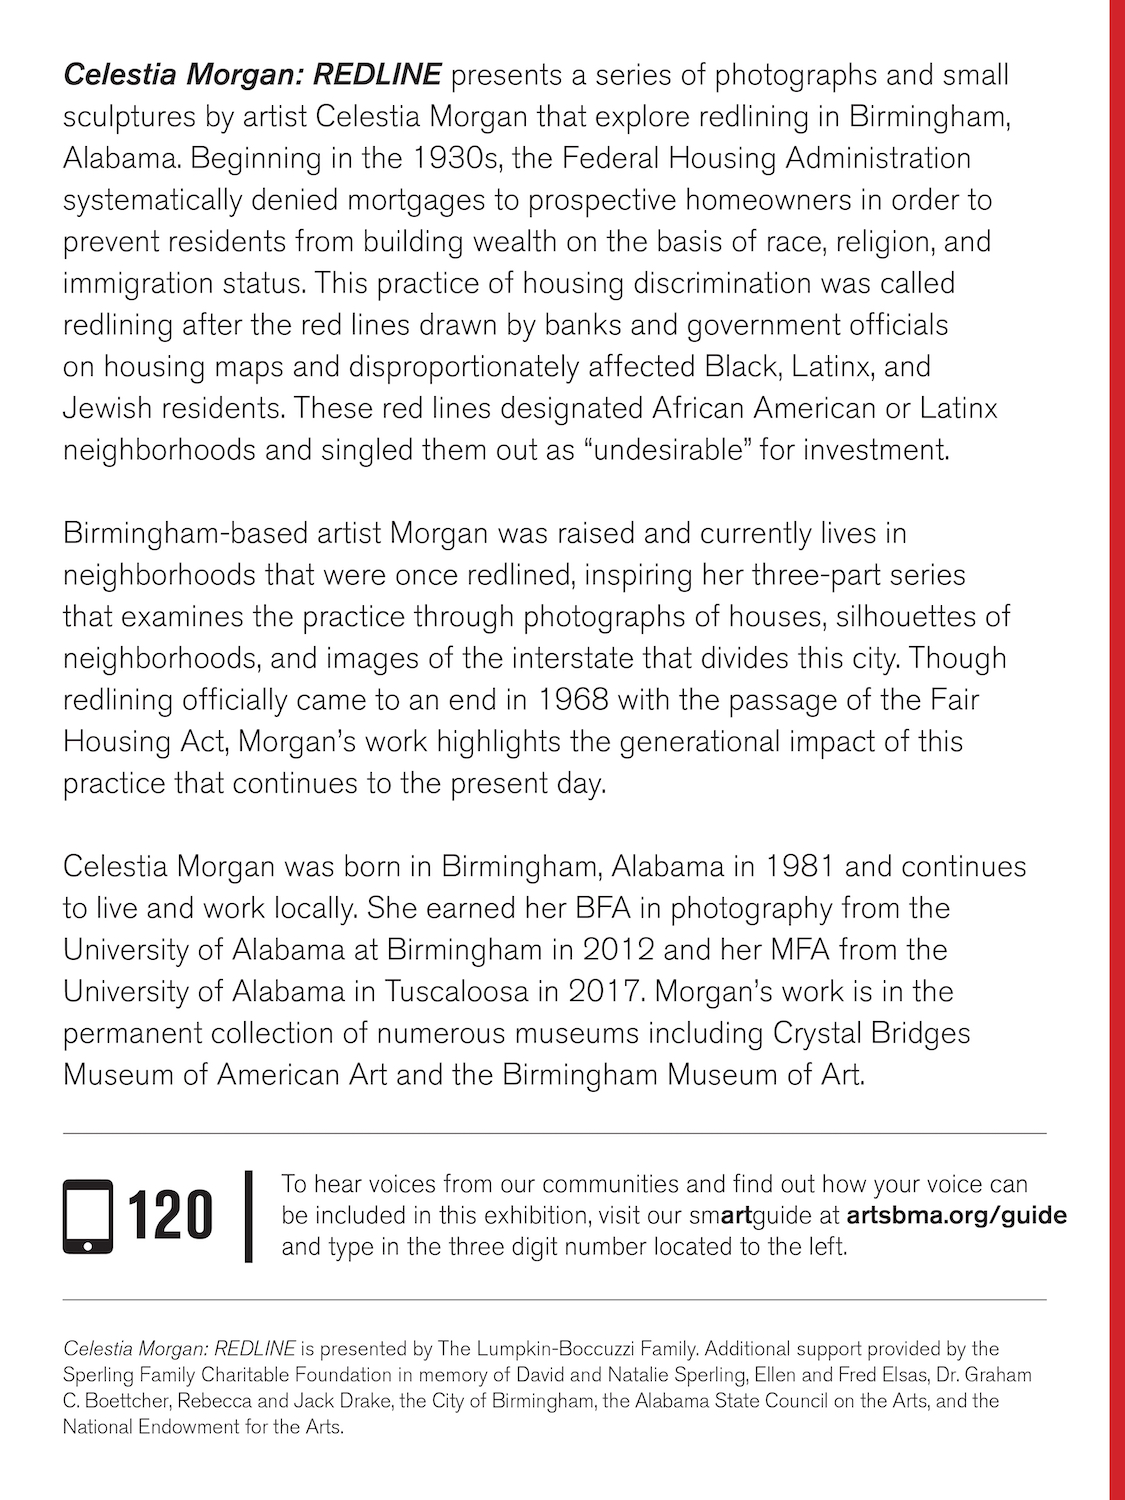 Celestia Morgan: REDLINE presents a series of photographs and small
sculptures by artist Celestia Morgan that explore redlining in Birmingham,
Alabama. Beginning in the 1930s, the Federal Housing Administration
systematically denied mortgages to prospective homeowners in order to
prevent residents from building wealth on the basis of race, religion, and
immigration status. This practice of housing discrimination was called
redlining after the red lines drawn by banks and government officials
on housing maps and disproportionately affected Black, Latinx, and
Jewish residents. These red lines designated African American or Latinx
neighborhoods and singled them out as “undesirable” for investment.

Birmingham-based artist Morgan was raised and currently lives in
neighborhoods that were once redlined, inspiring her three-part series
that examines the practice through photographs of houses, silhouettes of
neighborhoods, and images of the interstate that divides this city. Though
redlining officially came to an end in 1968 with the passage of the Fair
Housing Act, Morgan’s work highlights the generational impact of this
practice that continues to the present day.

Celestia Morgan was born in Birmingham, Alabama in 1981 and continues
to live and work locally. She earned her BFA in photography from the
University of Alabama at Birmingham in 2012 and her MFA from the
University of Alabama in Tuscaloosa in 2017. Morgan’s work is in the
permanent collection of numerous museums including Crystal Bridges
Museum of American Art and the Birmingham Museum of Art.

120
To hear voices from our communities and find out how your voice can
be included in this exhibition, visit our smartguide at artsbma.org/guide
and type in the three digit number located to the left.

Celestia Morgan: REDLINE is presented by The Lumpkin-Boccuzzi Family. Additional support provided by the
Sperling Family Charitable Foundation in memory of David and Natalie Sperling, Ellen and Fred Elsas, Dr. Graham
C. Boettcher, Rebecca and Jack Drake, the City of Birmingham, the Alabama State Council on the Arts, and the
National Endowment for the Arts.